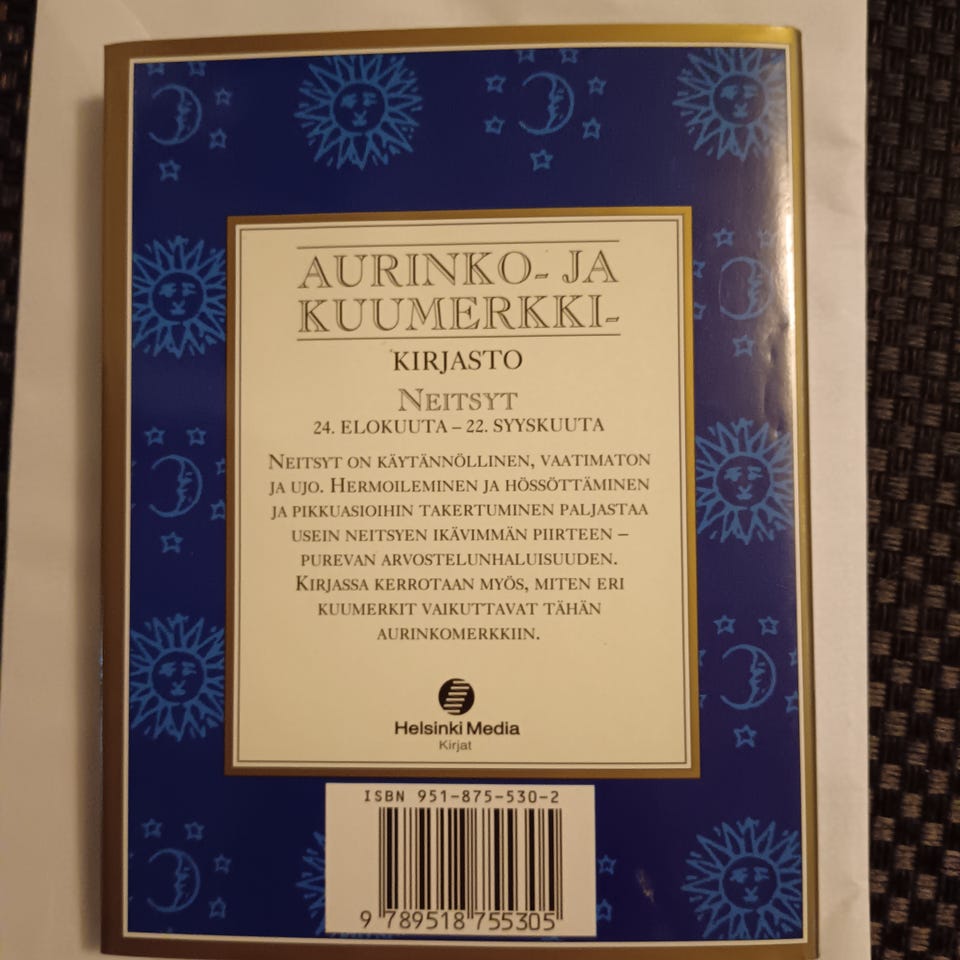 AURINKO- JA
KUUMERKKI-
KIRJASTO
NEITSYT
24. ELOKUUTA – 22. SYYSKUUTA
NEITSYT ON KÄYTÄNNÖLLINEN, VAATIMATON
JA UJO. HERMOILEMINEN JA HÖSSÖTTÄMINEN
JA PIKKUASIOIHIN TAKERTUMINEN PALJASTAA
USEIN NEITSYEN IKÄVIMMÄN PIIRTEEN –
PUREVAN ARVOSTELUNHALUISUUDEN.
KIRJASSA KERROTAAN MYÖS, MITEN ERI
KUUMERKIT VAIKUTTAVAT TÄHÄN
AURINKOMERKKIIN.
Helsinki Media
Kirjat
ISBN 951-875-530-2
9 789518 755305